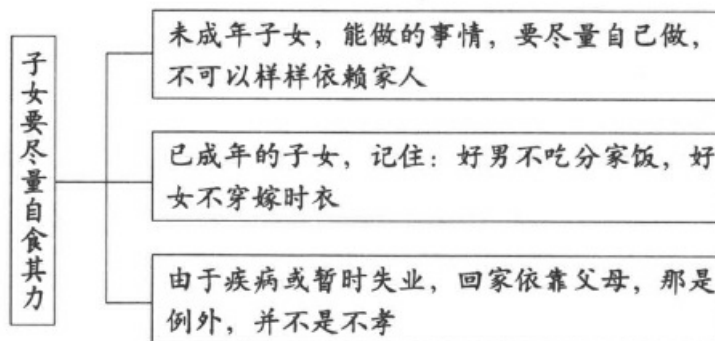 子女要尽量自食其力
未成年子女，能做的事情，要尽量自己做，
不可以样样依赖家人
已成年的子女，记住：好男不吃分家饭，好
女不穿嫁时衣
由于疾病或暂时失业，回家依靠父母，那是
例外，并不是不孝